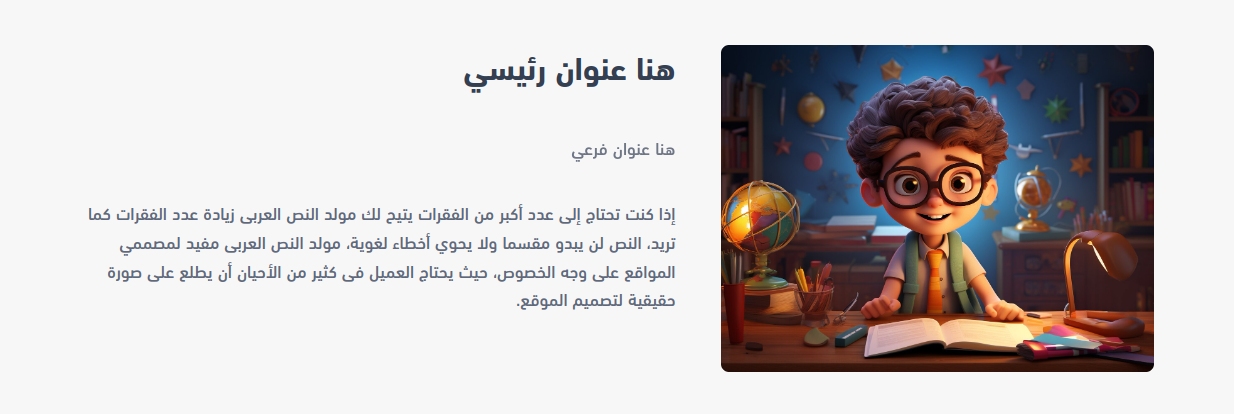 هنا عنوان رئيسي
هنا عنوان فرعي
إذا كنت تحتاج إلى عدد أكبر من الفقرات يتيح لك مولد النص العربى زيادة عدد الفقرات كما
تريد، النص لن يبدو مقسما ولا يحوي أخطاء لغوية، مولد النص العربى مفيد لمصممي
المواقع على وجه الخصوص، حيث يحتاج العميل فى كثير من الأحيان أن يطلع على صورة
حقيقية لتصميم الموقع.